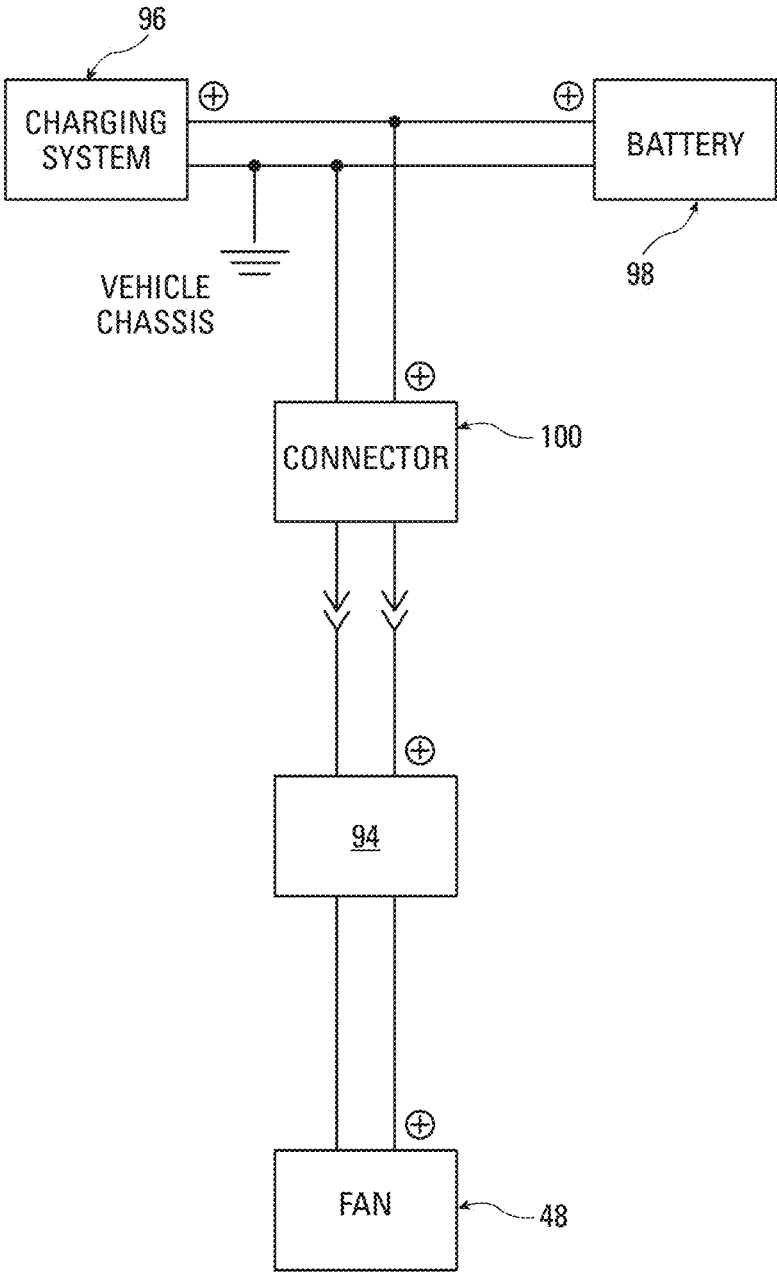 96
CHARGING
SYSTEM
BATTERY
98
VEHICLE
CHASSIS
CONNECTOR
100
94
FAN
48